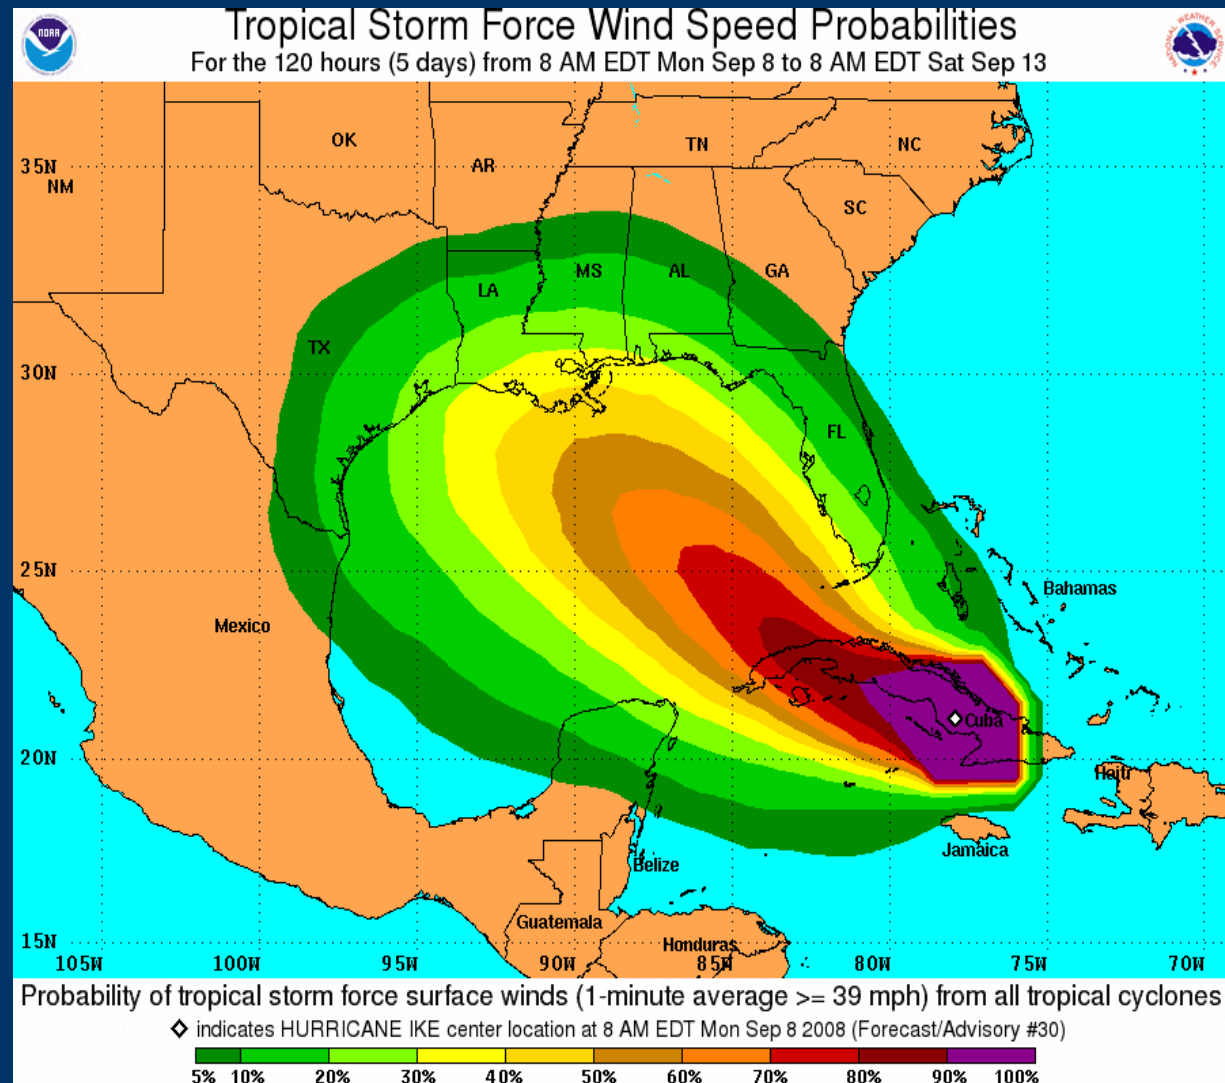 Tropical Storm Force Wind Speed Probabilities
For the 120 hours (5 days) from 8 AM EDT Mon Sep 8 to 8 AM EDT Sat Sep 13
NOAA
NATIONAL WEATHER SERVICE
OK
TN
NC
AR
35N
NM
SC
MS
AL
GA
LA
TX
30N
FL
25N
Bahamas
Mexico
Cuba
20N
Haiti
Jamaica
Belize
Guatemala
Honduras
15N
105W 100W 95W 90W 85W 80W 75W 70W
Probability of tropical storm force surface winds (1-minute average >= 39 mph) from all tropical cyclones
indicates HURRICANE IKE center location at 8 AM EDT Mon Sep 8 2008 (Forecast/Advisory #30)
5% 10% 20% 30% 40% 50% 60% 70% 80% 90% 100%